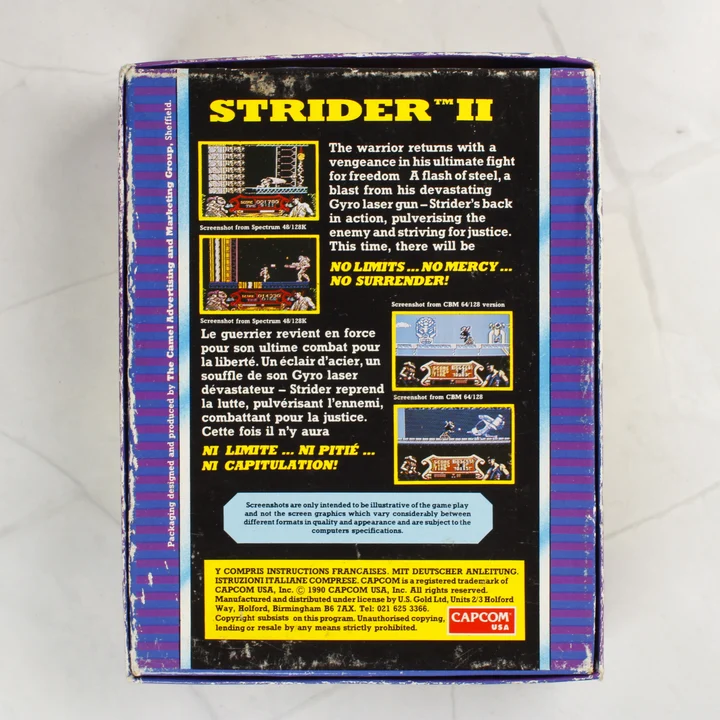 STRIDER™ II
The warrior returns with a
vengeance in his ultimate fight
for freedom A flash of steel, a
blast from his devastating
Gyro laser gun – Strider's back
in action, pulverising the
enemy and striving for justice.
This time, there will be
NO LIMITS ... NO MERCY ...
NO SURRENDER!
Screenshot from Spectrum 48/128K
Screenshot from Spectrum 48/128K
Le guerrier revient en force
pour son ultime combat pour
la liberté. Un éclair d'acier, un
souffle de son Gyro laser
dévastateur – Strider reprend
la lutte, pulvérisant l'ennemi,
combattant pour la justice.
Cette fois il n'y aura
NI LIMITE ... NI PITIÉ ...
NI CAPITULATION!
Screenshot from CBM 64/128 version
Screenshot from CBM 64/128
Screenshots are only intended to be illustrative of the game play
and not the screen graphics which vary considerably between
different formats in quality and appearance and are subject to the
computers specifications.
Y COMPRIS INSTRUCTIONS FRANCAISES. MIT DEUTSCHER ANLEITUNG.
ISTRUZIONI ITALIANE COMPRESE. CAPCOM is a registered trademark of
CAPCOM USA, Inc. © 1990 CAPCOM USA, Inc. All rights reserved.
Manufactured and distributed under license by U.S. Gold Ltd, Units 2/3 Holford
Way, Holford, Birmingham B6 7AX. Tel: 021 625 3366.
Copyright subsists on this program. Unauthorised copying,
lending or resale by any means strictly prohibited.
CAPCOM
USA
Packaging designed and produced by The Camel Advertising and Marketing Group, Sheffield.